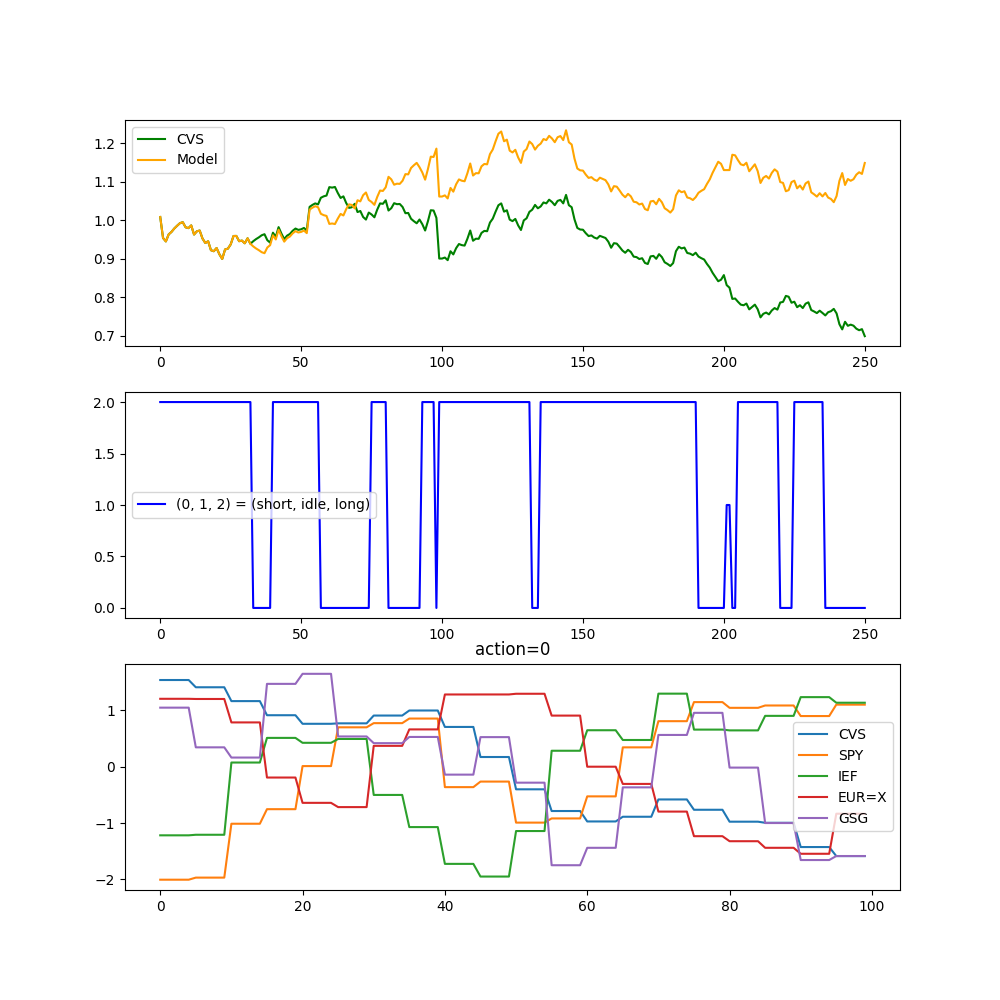 1.2
1.1
1.0
0.9
0.8
0.7
CVS
Model
0 50 100 150 200 250
2.0
1.5
1.0
0.5
0.0
(0, 1, 2) = (short, idle, long)
0 50 100 150 200 250
action=0
1
0
−1
−2
CVS
SPY
IEF
EUR=X
GSG
0 20 40 60 80 100